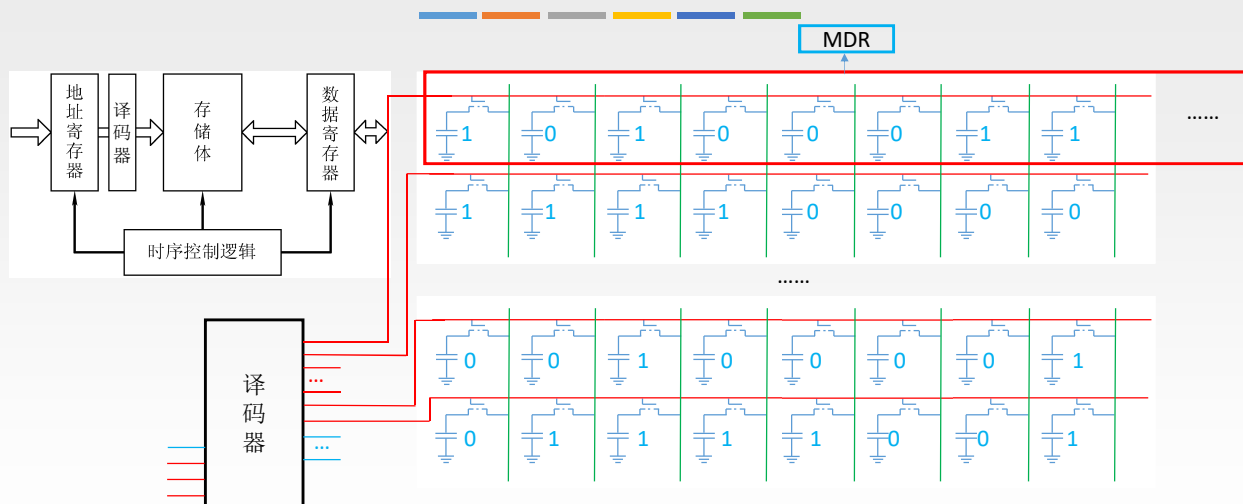 MDR
地址寄存器
译码器
存储体
数据寄存器
时序控制逻辑
1 0 1 0 0 0 1 1
……
1 1 1 1 0 0 0 0
……
0 0 1 0 0 0 0 1
0 1 1 1 1 0 0 1
译码器
…
…